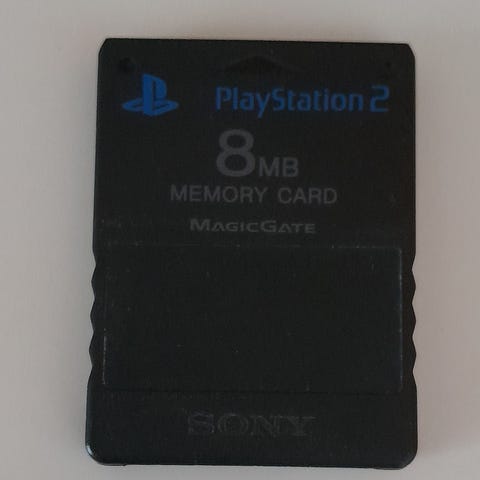 PlayStation 2
8MB
MEMORY CARD
MAGICGATE
SONY